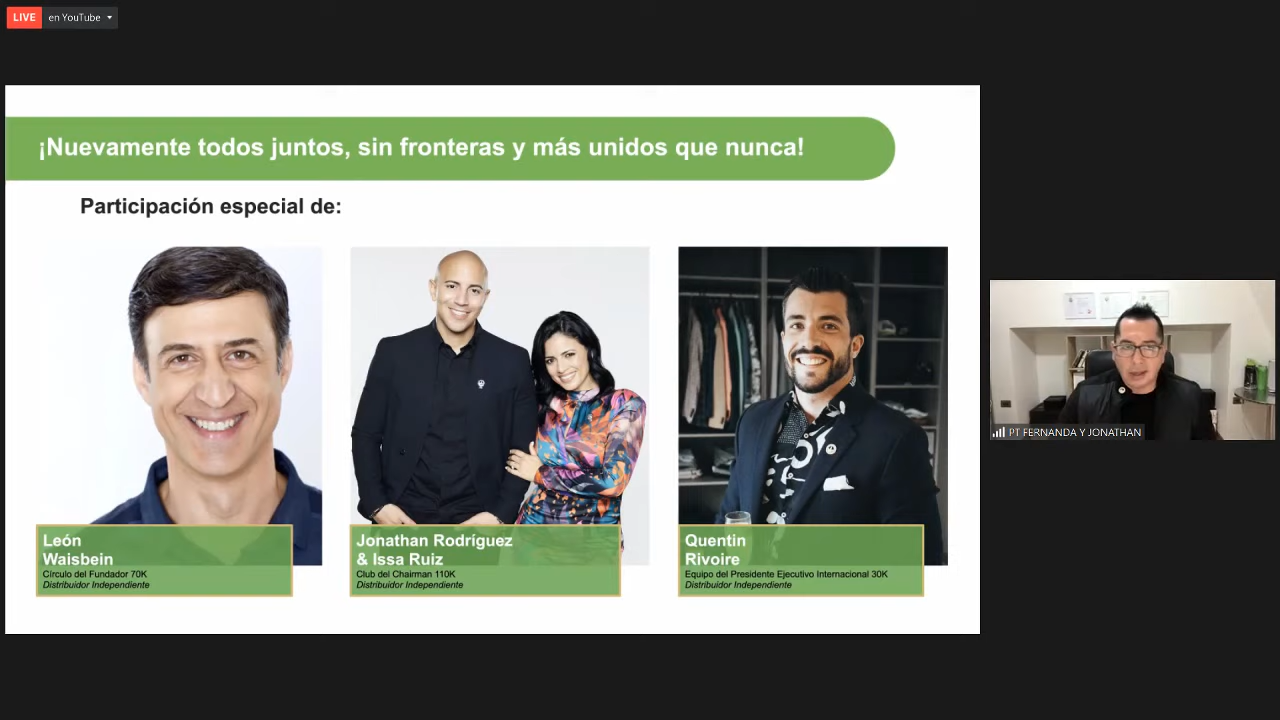 LIVE en YouTube
¡Nuevamente todos juntos, sin fronteras y más unidos que nunca!
Participación especial de:
León
Waisbein
Círculo del Fundador 70K
Distribuidor Independiente
Jonathan Rodríguez
& Issa Ruiz
Club del Chairman 110K
Distribuidor Independiente
Quentin
Rivoire
Equipo del Presidente Ejecutivo Internacional 30K
Distribuidor Independiente
PT FERNANDA Y JONATHAN